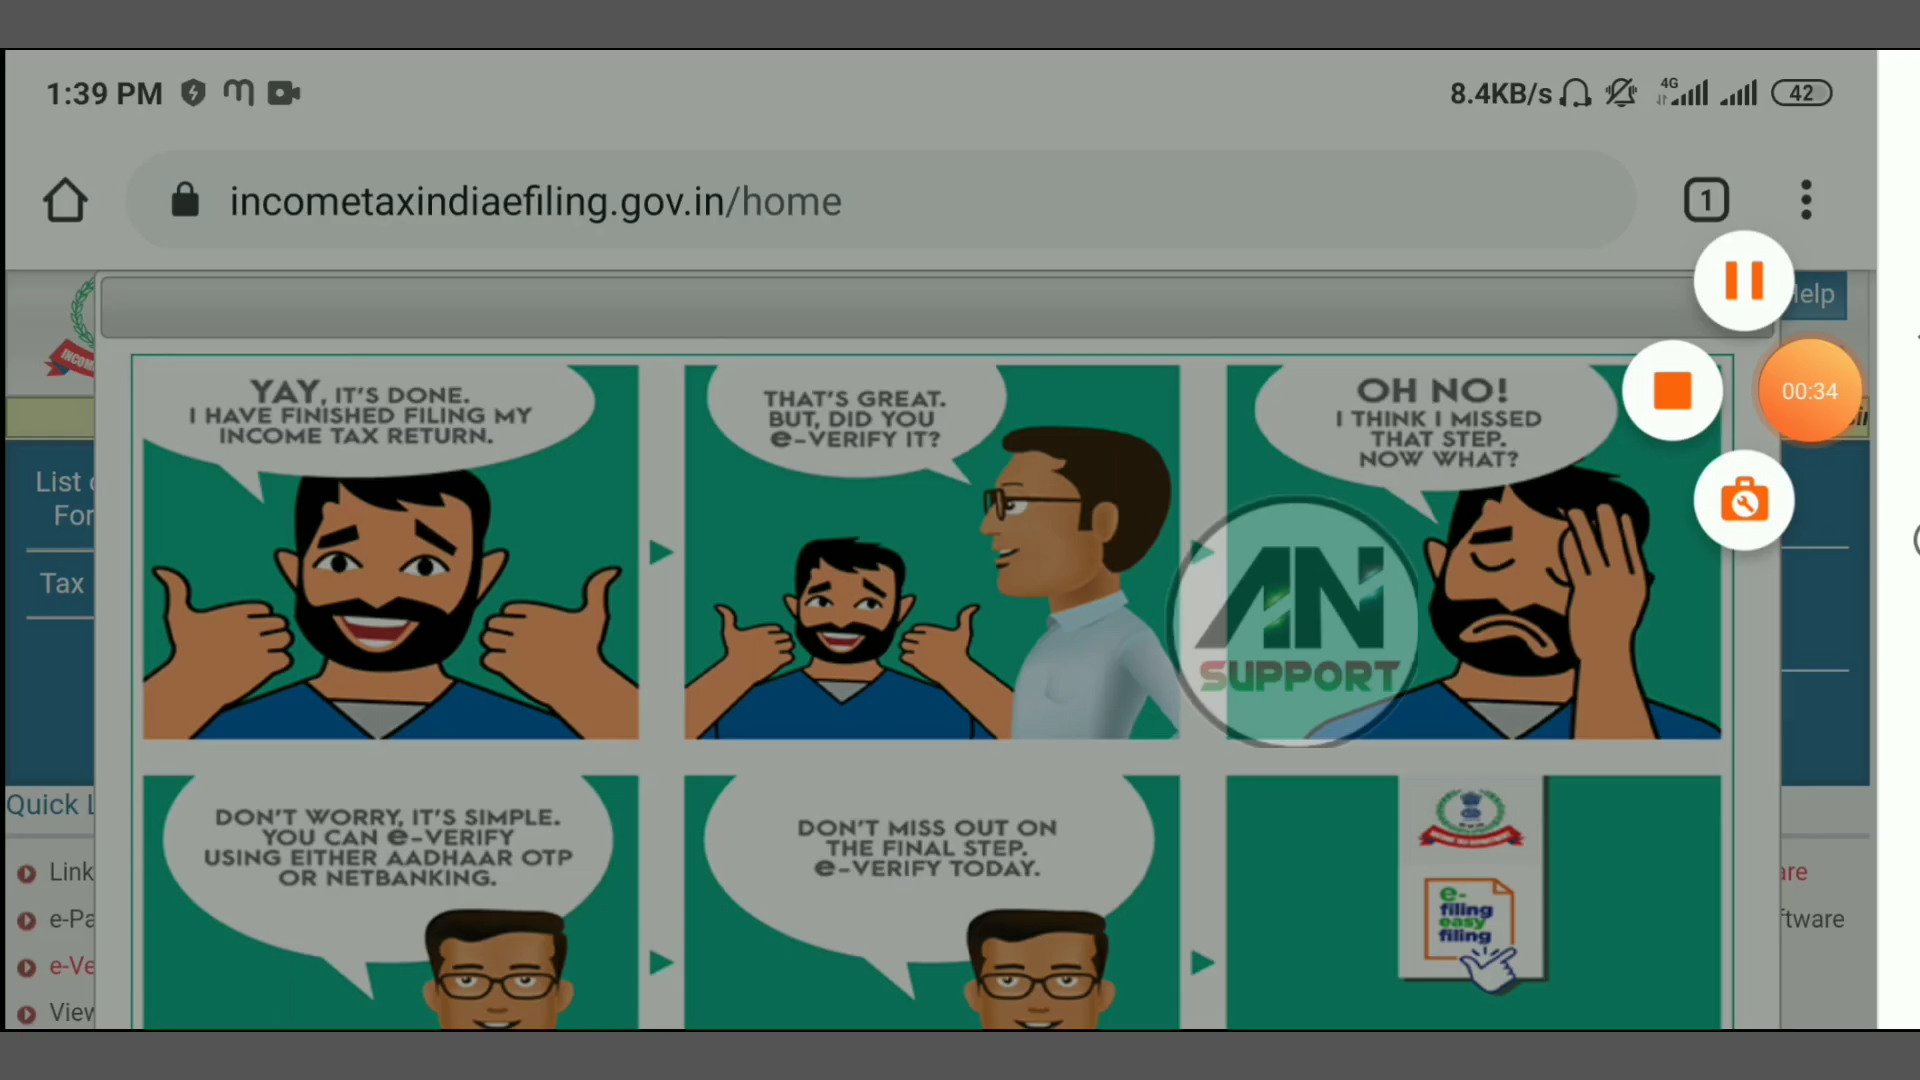 1:39 PM
8.4KB/s
4G
42
incometaxindiaefiling.gov.in/home
1
Help
00:34
YAY, IT'S DONE.
I HAVE FINISHED FILING MY
INCOME TAX RETURN.
THAT'S GREAT.
BUT, DID YOU
e-VERIFY IT?
OH NO!
I THINK I MISSED
THAT STEP.
NOW WHAT?
List
For
Tax
AN
SUPPORT
DON'T WORRY, IT'S SIMPLE.
YOU CAN e-VERIFY
USING EITHER AADHAAR OTP
OR NETBANKING.
DON'T MISS OUT ON
THE FINAL STEP.
e-VERIFY TODAY.
e-
filing
easy
filing
Quick L
Link
e-Pa
e-Ve
View
are
ftware